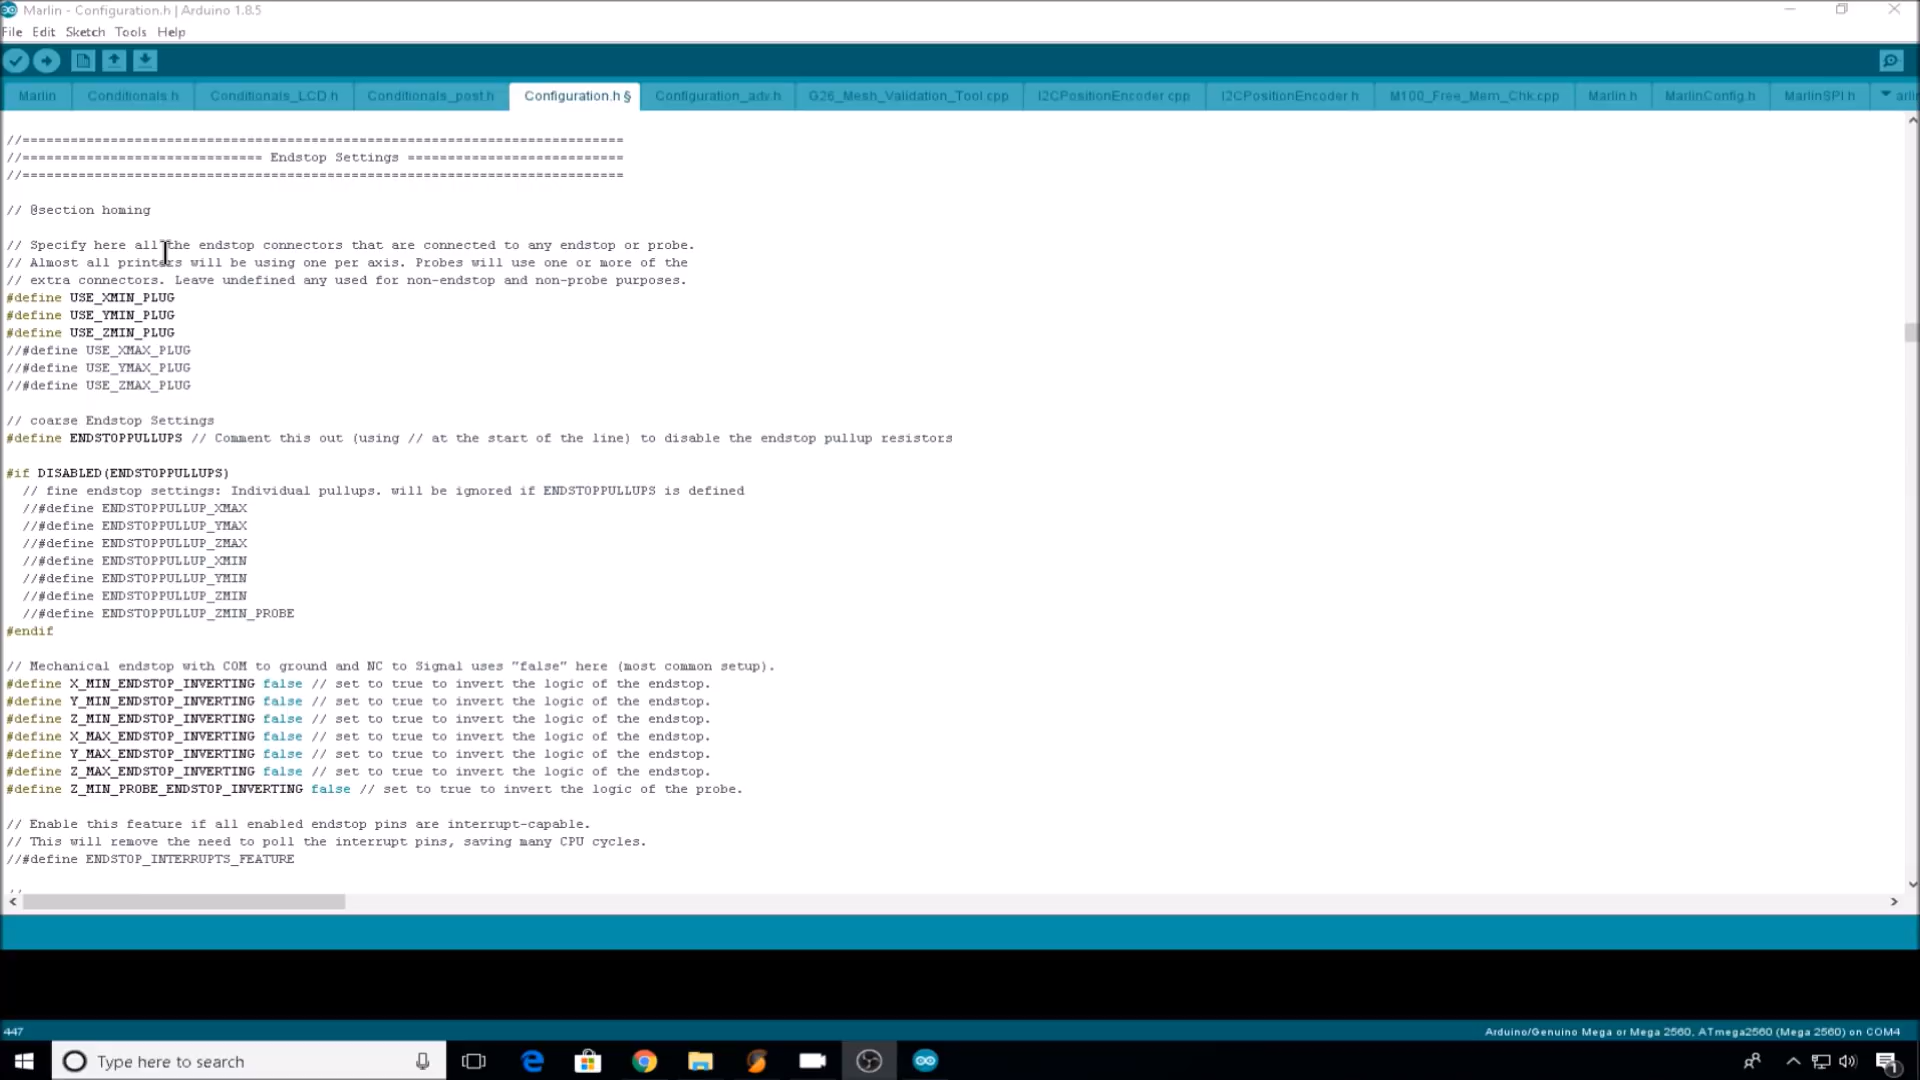 Marlin - Configuration.h | Arduino 1.8.5
File Edit Sketch Tools Help
Marlin Conditionals.h Conditionals_LCD.h Conditionals_post.h Configuration.h § Configuration_adv.h G26_Mesh_Validation_Tool.cpp I2CPositionEncoder.cpp I2CPositionEncoder.h M100_Free_Mem_Chk.cpp Marlin.h MarlinConfig.h MarlinSPI.h arlin
//===========================================================================
//============================== Endstop Settings ===========================
//===========================================================================
// @section homing
// Specify here all the endstop connectors that are connected to any endstop or probe.
// Almost all printers will be using one per axis. Probes will use one or more of the
// extra connectors. Leave undefined any used for non-endstop and non-probe purposes.
#define USE_XMIN_PLUG
#define USE_YMIN_PLUG
#define USE_ZMIN_PLUG
//#define USE_XMAX_PLUG
//#define USE_YMAX_PLUG
//#define USE_ZMAX_PLUG
// coarse Endstop Settings
#define ENDSTOPPULLUPS // Comment this out (using // at the start of the line) to disable the endstop pullup resistors
#if DISABLED(ENDSTOPPULLUPS)
// fine endstop settings: Individual pullups. will be ignored if ENDSTOPPULLUPS is defined
//#define ENDSTOPPULLUP_XMAX
//#define ENDSTOPPULLUP_YMAX
//#define ENDSTOPPULLUP_ZMAX
//#define ENDSTOPPULLUP_XMIN
//#define ENDSTOPPULLUP_YMIN
//#define ENDSTOPPULLUP_ZMIN
//#define ENDSTOPPULLUP_ZMIN_PROBE
#endif
// Mechanical endstop with COM to ground and NC to Signal uses "false" here (most common setup).
#define X_MIN_ENDSTOP_INVERTING false // set to true to invert the logic of the endstop.
#define Y_MIN_ENDSTOP_INVERTING false // set to true to invert the logic of the endstop.
#define Z_MIN_ENDSTOP_INVERTING false // set to true to invert the logic of the endstop.
#define X_MAX_ENDSTOP_INVERTING false // set to true to invert the logic of the endstop.
#define Y_MAX_ENDSTOP_INVERTING false // set to true to invert the logic of the endstop.
#define Z_MAX_ENDSTOP_INVERTING false // set to true to invert the logic of the endstop.
#define Z_MIN_PROBE_ENDSTOP_INVERTING false // set to true to invert the logic of the probe.
// Enable this feature if all enabled endstop pins are interrupt-capable.
// This will remove the need to poll the interrupt pins, saving many CPU cycles.
//#define ENDSTOP_INTERRUPTS_FEATURE
447
Arduino/Genuino Mega or Mega 2560, ATmega2560 (Mega 2560) on COM4
Type here to search
1